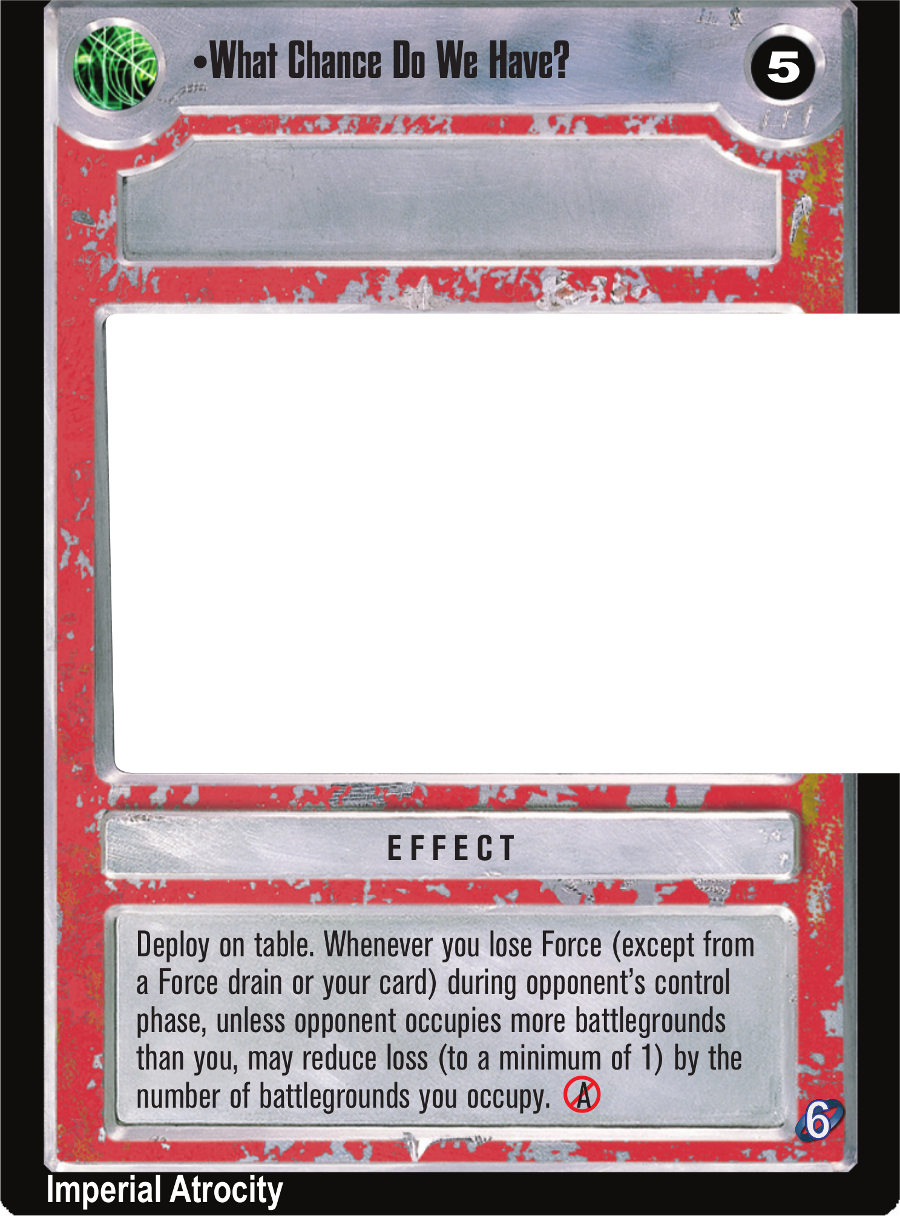 •What Chance Do We Have?
5
EFFECT
Deploy on table. Whenever you lose Force (except from
a Force drain or your card) during opponent’s control
phase, unless opponent occupies more battlegrounds
than you, may reduce loss (to a minimum of 1) by the
number of battlegrounds you occupy. A
6
Imperial Atrocity